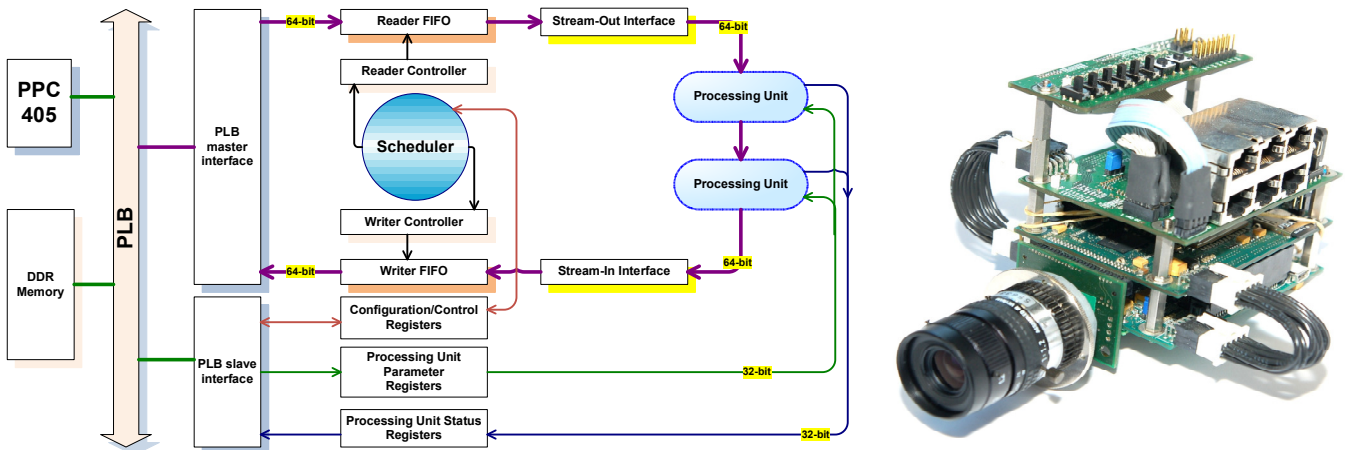 64-bit
Reader FIFO
Stream-Out Interface
64-bit
PPC
405
Reader Controller
Processing Unit
PLB
master
interface
Scheduler
Processing Unit
PLB
Writer Controller
DDR
Memory
64-bit
Writer FIFO
Stream-In Interface
64-bit
Configuration/Control
Registers
PLB slave
interface
Processing Unit
Parameter
Registers
32-bit
Processing Unit Status
Registers
32-bit